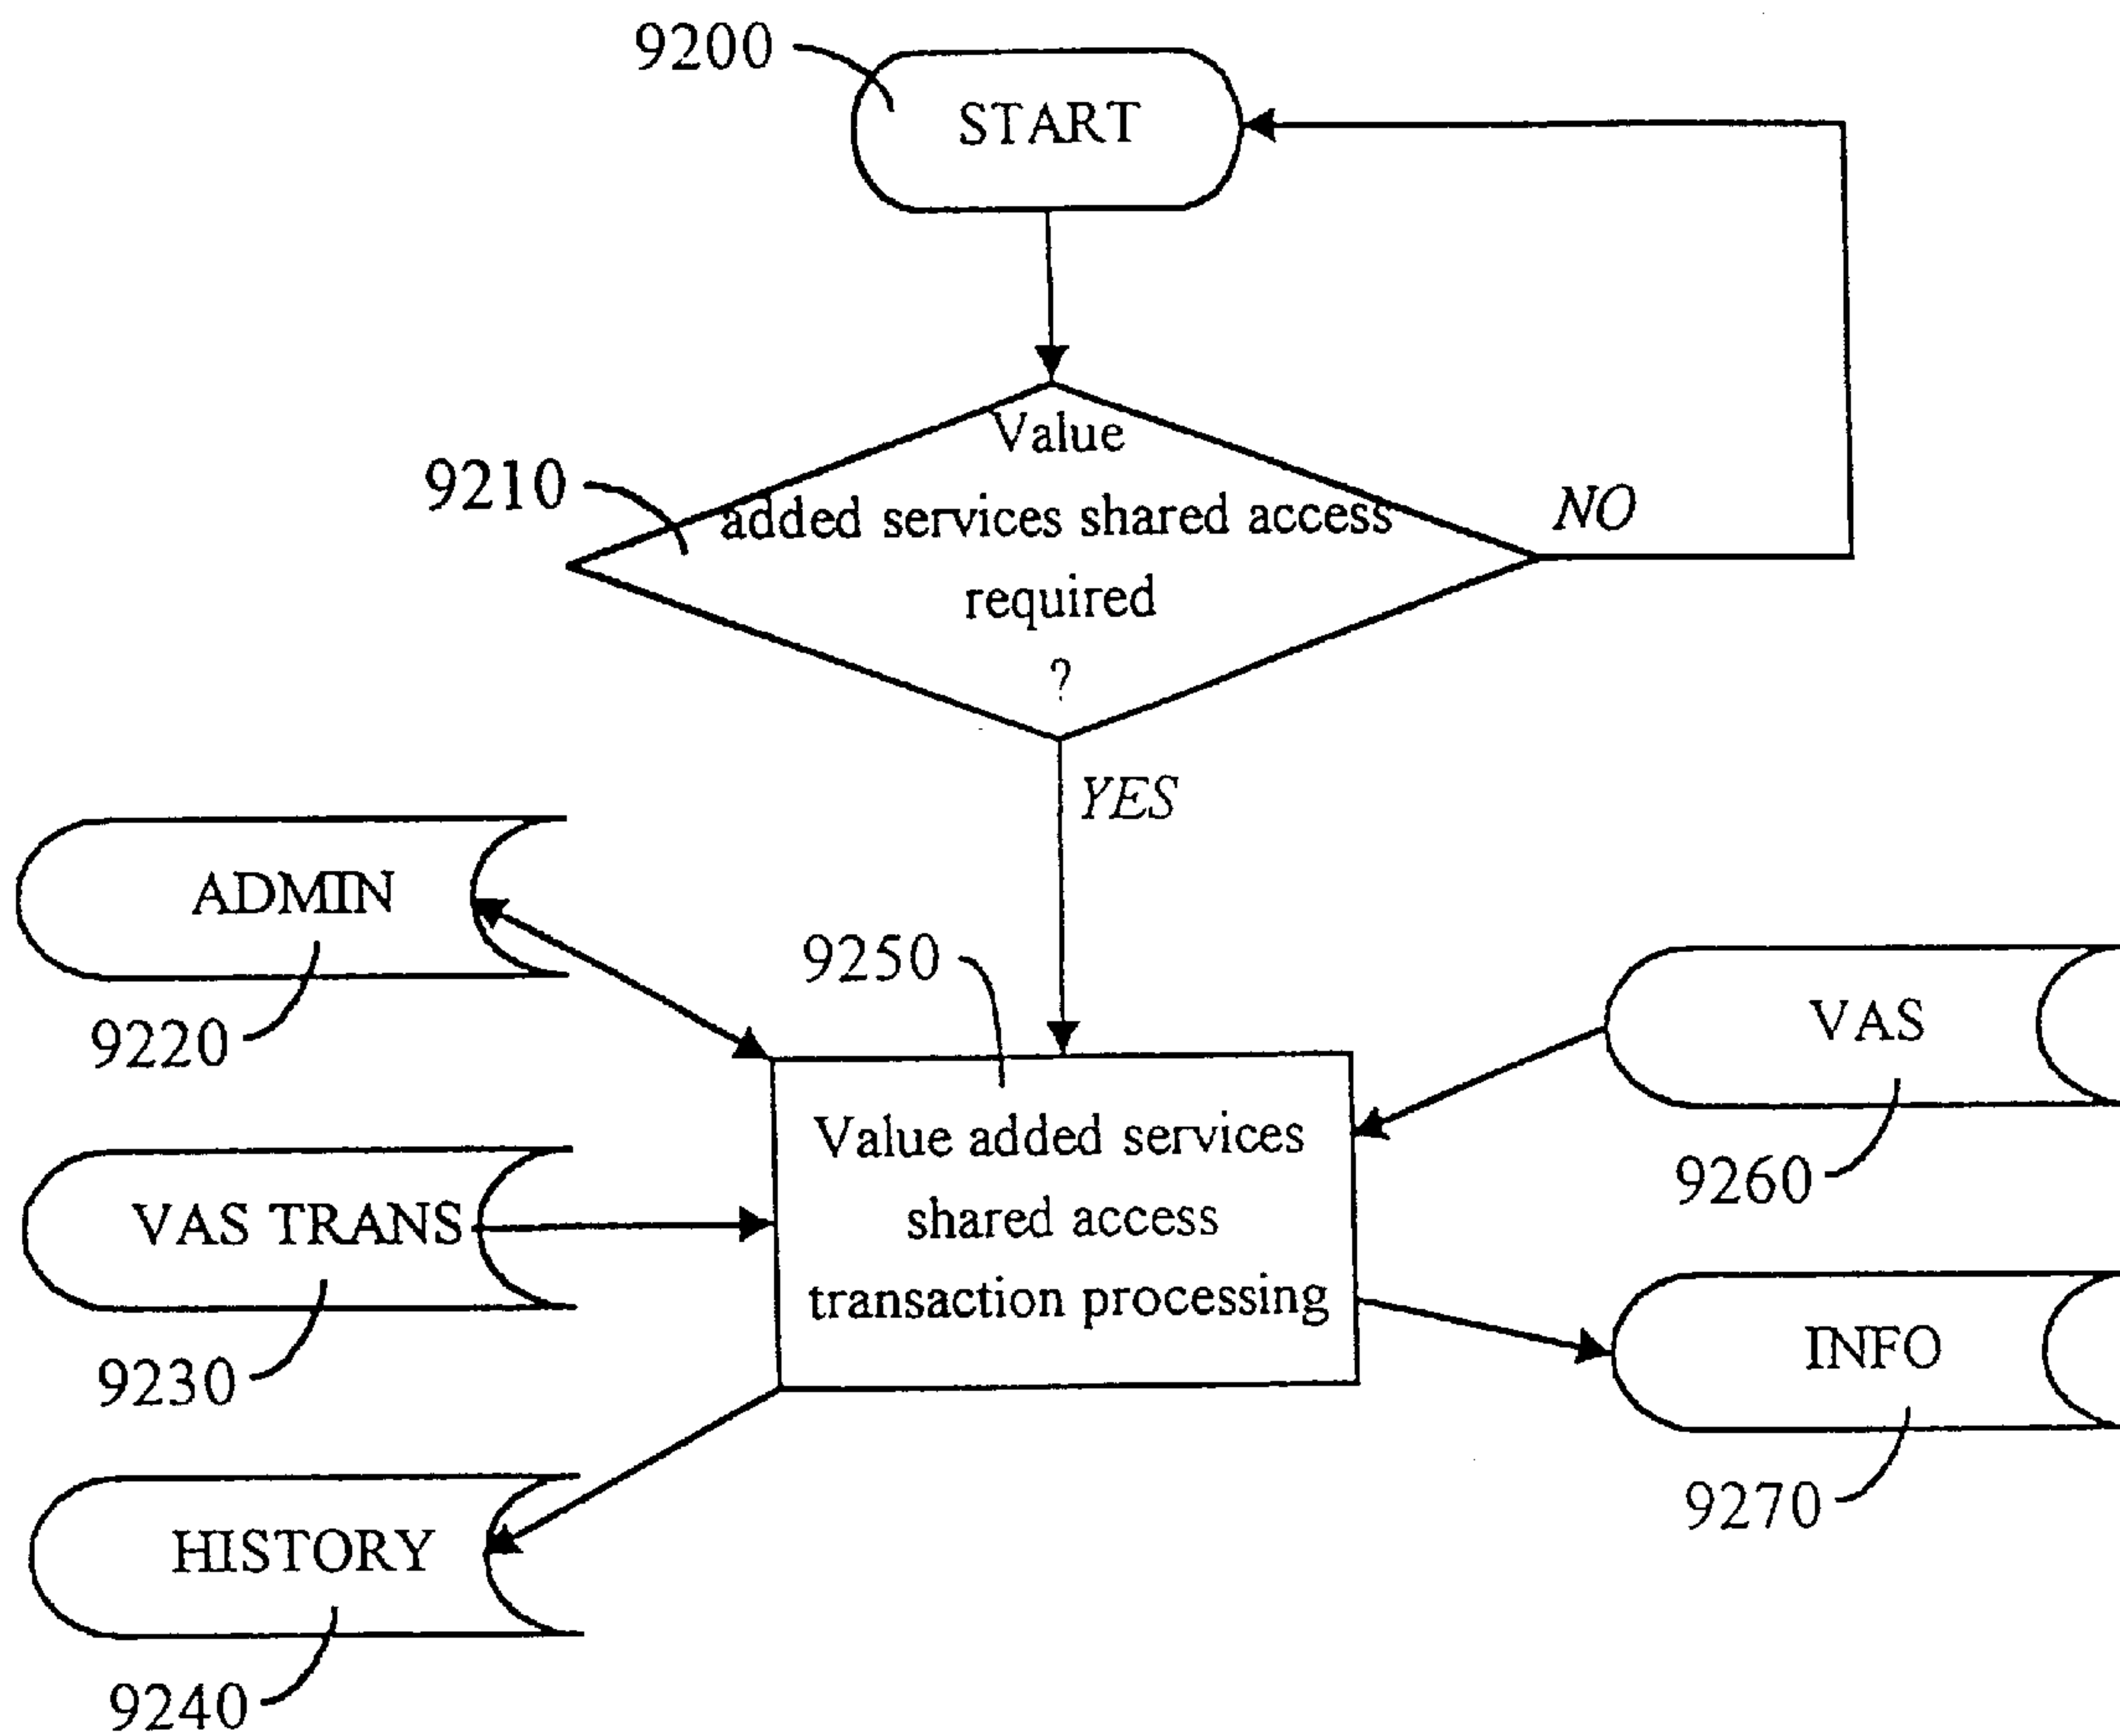 9200
START
9210
Value
added services shared access
required
?
NO
YES
ADMIN
9220
9250
VAS
9260
Value added services
shared access
transaction processing
VAS TRANS
9230
INFO
9270
HISTORY
9240